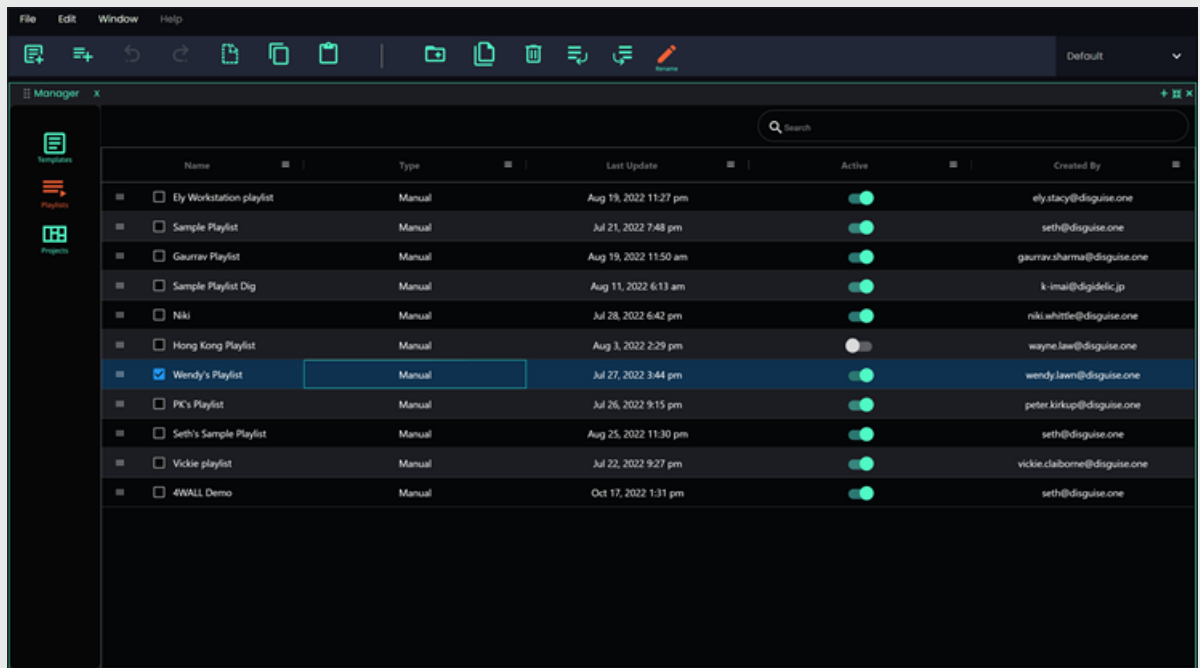 File Edit Window Help
Rename Default
Manager x
Search
Templates
Name Type Last Update Active Created By
Ely Workstation playlist Manual Aug 19, 2022 11:27 pm ely.stacy@disguise.one
Playlists
Sample Playlist Manual Jul 21, 2022 7:48 pm seth@disguise.one
Projects
Gaurrav Playlist Manual Aug 19, 2022 11:50 am gaurrav.sharma@disguise.one
Sample Playlist Dig Manual Aug 11, 2022 6:13 am k-imai@digidelic.jp
Niki Manual Jul 28, 2022 6:42 pm niki.whittle@disguise.one
Hong Kong Playlist Manual Aug 3, 2022 2:29 pm wayne.law@disguise.one
Wendy's Playlist Manual Jul 27, 2022 3:44 pm wendy.lawn@disguise.one
PK's Playlist Manual Jul 26, 2022 9:15 pm peter.kirkup@disguise.one
Seth's Sample Playlist Manual Aug 25, 2022 11:30 pm seth@disguise.one
Vickie playlist Manual Jul 22, 2022 9:27 pm vickie.claiborne@disguise.one
4WALL Demo Manual Oct 17, 2022 1:31 pm seth@disguise.one